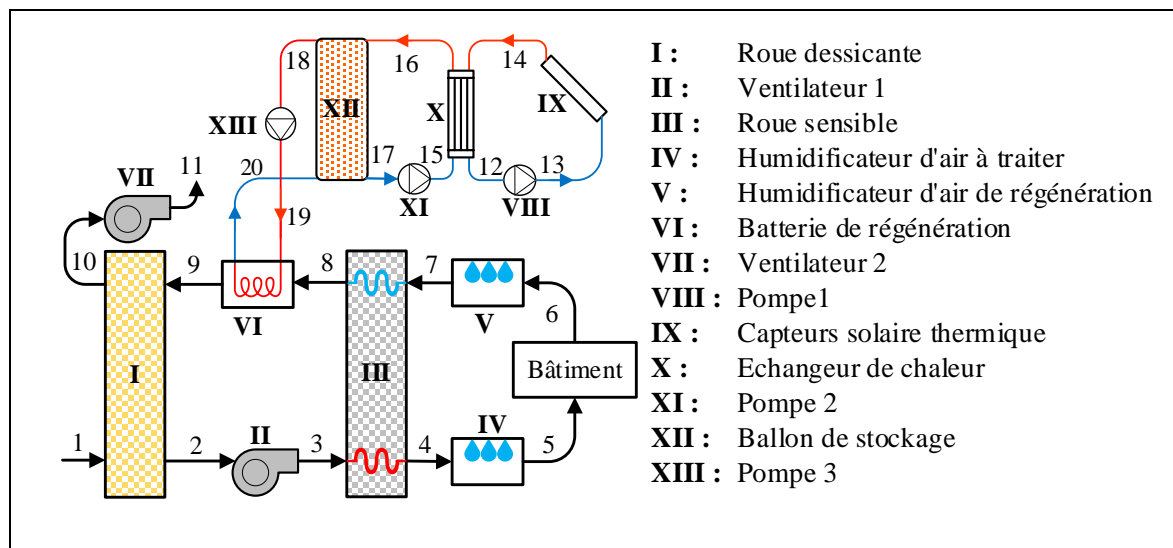 18
16
14
XIII
XII
X
IX
11
VII
20
17
15
12
13
XI
VIII
19
10
9
8
7
6
VI
V
I
III
Bâtiment
1
2
II
3
4
IV
5
I : Roue dessicante
II : Ventilateur 1
III : Roue sensible
IV : Humidificateur d'air à traiter
V : Humidificateur d'air de régénération
VI : Batterie de régénération
VII : Ventilateur 2
VIII : Pompe1
IX : Capteurs solaire thermique
X : Echangeur de chaleur
XI : Pompe 2
XII : Ballon de stockage
XIII : Pompe 3